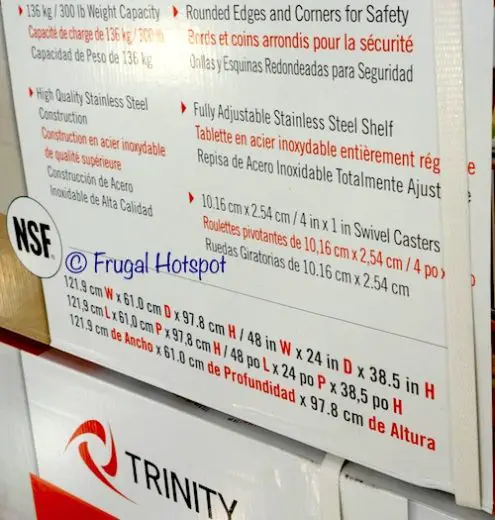 136 kg / 300 lb Weight Capacity
Capacité de charge de 136 kg / 300 lb
Capacidad de Peso de 136 kg
High Quality Stainless Steel
Construction
Construction en acier inoxydable
de qualité supérieure
Construcción de Acero
Inoxidable de Alta Calidad
Rounded Edges and Corners for Safety
Bords et coins arrondis pour la sécurité
y Esquinas Redondeadas para Seguridad
Fully Adjustable Stainless Steel Shelf
Tablette en acier inoxydable entièrement rég e
Repisa de Acero Inoxidable Totalmente Ajust e
10.16 cm x 2.54 cm / 4 in x 1 in Swivel Casters
Roulettes pivotantes de 10,16 cm x 2,54 cm / 4 po x o
Ruedas Giratorias de 10.16 cm x 2.54 cm
NSF
© Frugal Hotspot
121.9 cm W x 61.0 cm D x 97.8 cm H / 48 in W x 24 in D x 38.5 in H
121,9 cm L x 61,0 cm P x 97,8 cm H / 48 po L x 24 po P x 38,5 po H
121.9 cm de Ancho x 61.0 cm de Profundidad x 97.8 cm de Altura
TRINITY